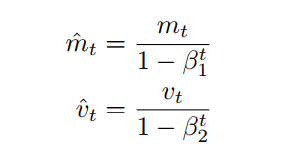 m̂_t = m_t / (1 − β_1^t)
v̂_t = v_t / (1 − β_2^t)